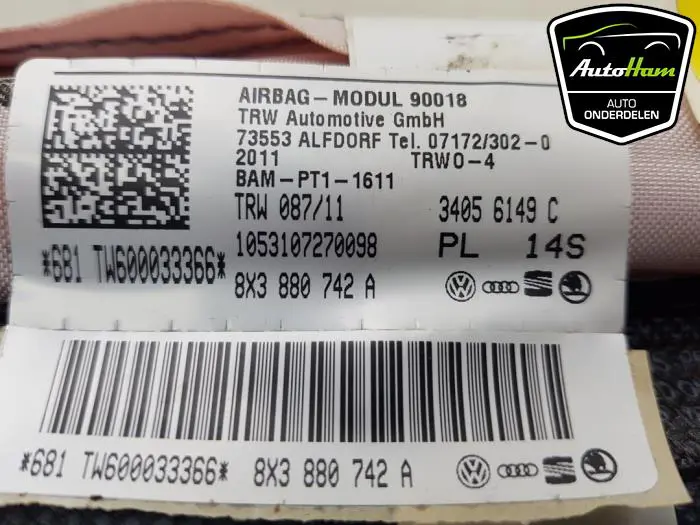 AutoHam
AUTO
ONDERDELEN
AIRBAG-MODUL 90018
TRW Automotive GmbH
73553 ALFDORF Tel. 07172/302-0
2011 TRWO-4
BAM-PT1-1611
TRW 087/11 3405 6149 C
1053107270098 PL 14S
*681 TW600033366* 8X3 880 742 A
*681 TW600033366* 8X3 880 742 A